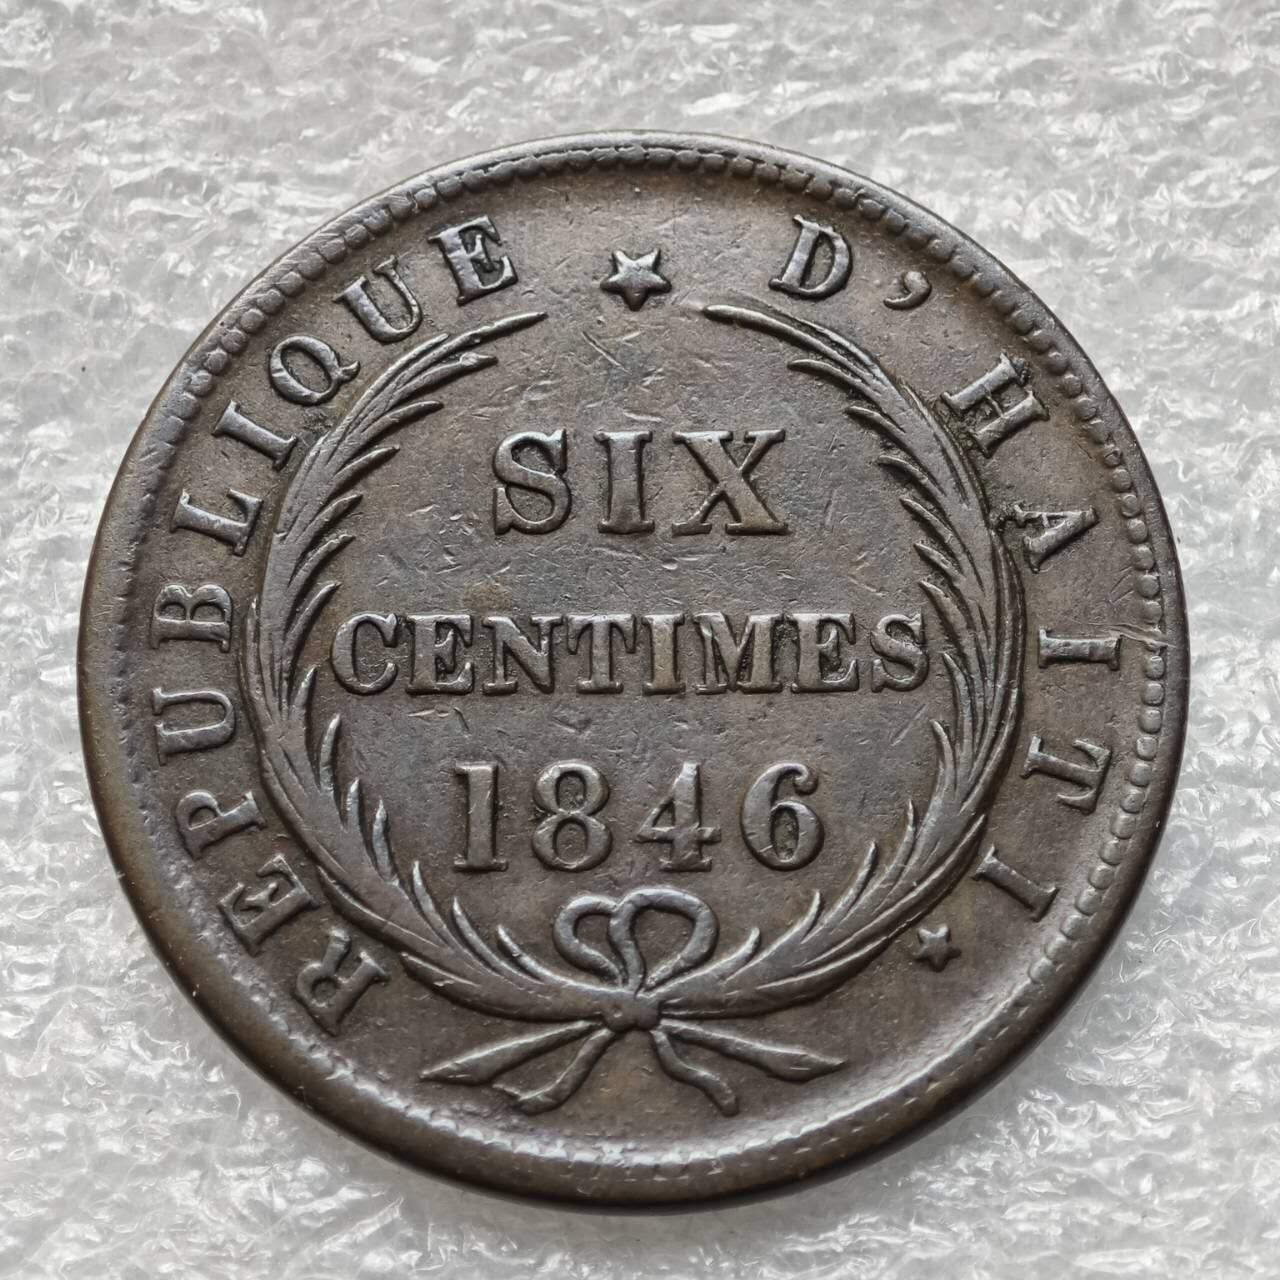 REPUBLIQUE ★ D'HAITI. ★
SIX
CENTIMES
1846